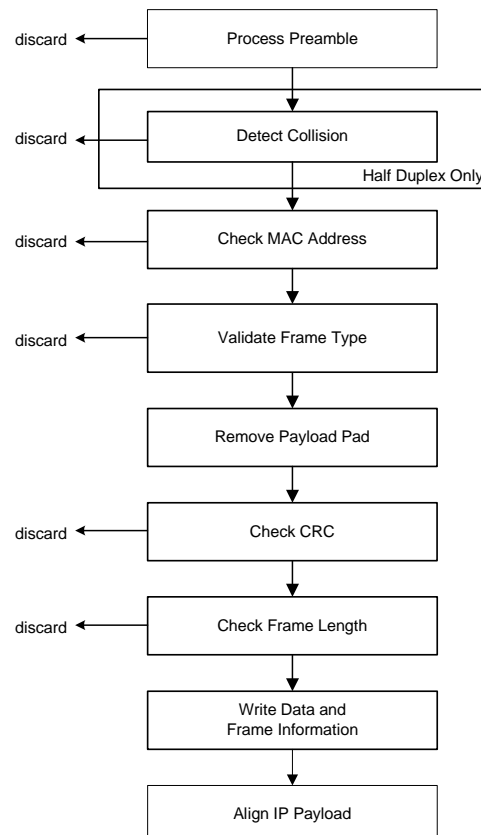 discard
Process Preamble
discard
Detect Collision
Half Duplex Only
discard
Check MAC Address
discard
Validate Frame Type
Remove Payload Pad
discard
Check CRC
discard
Check Frame Length
Write Data and
Frame Information
Align IP Payload